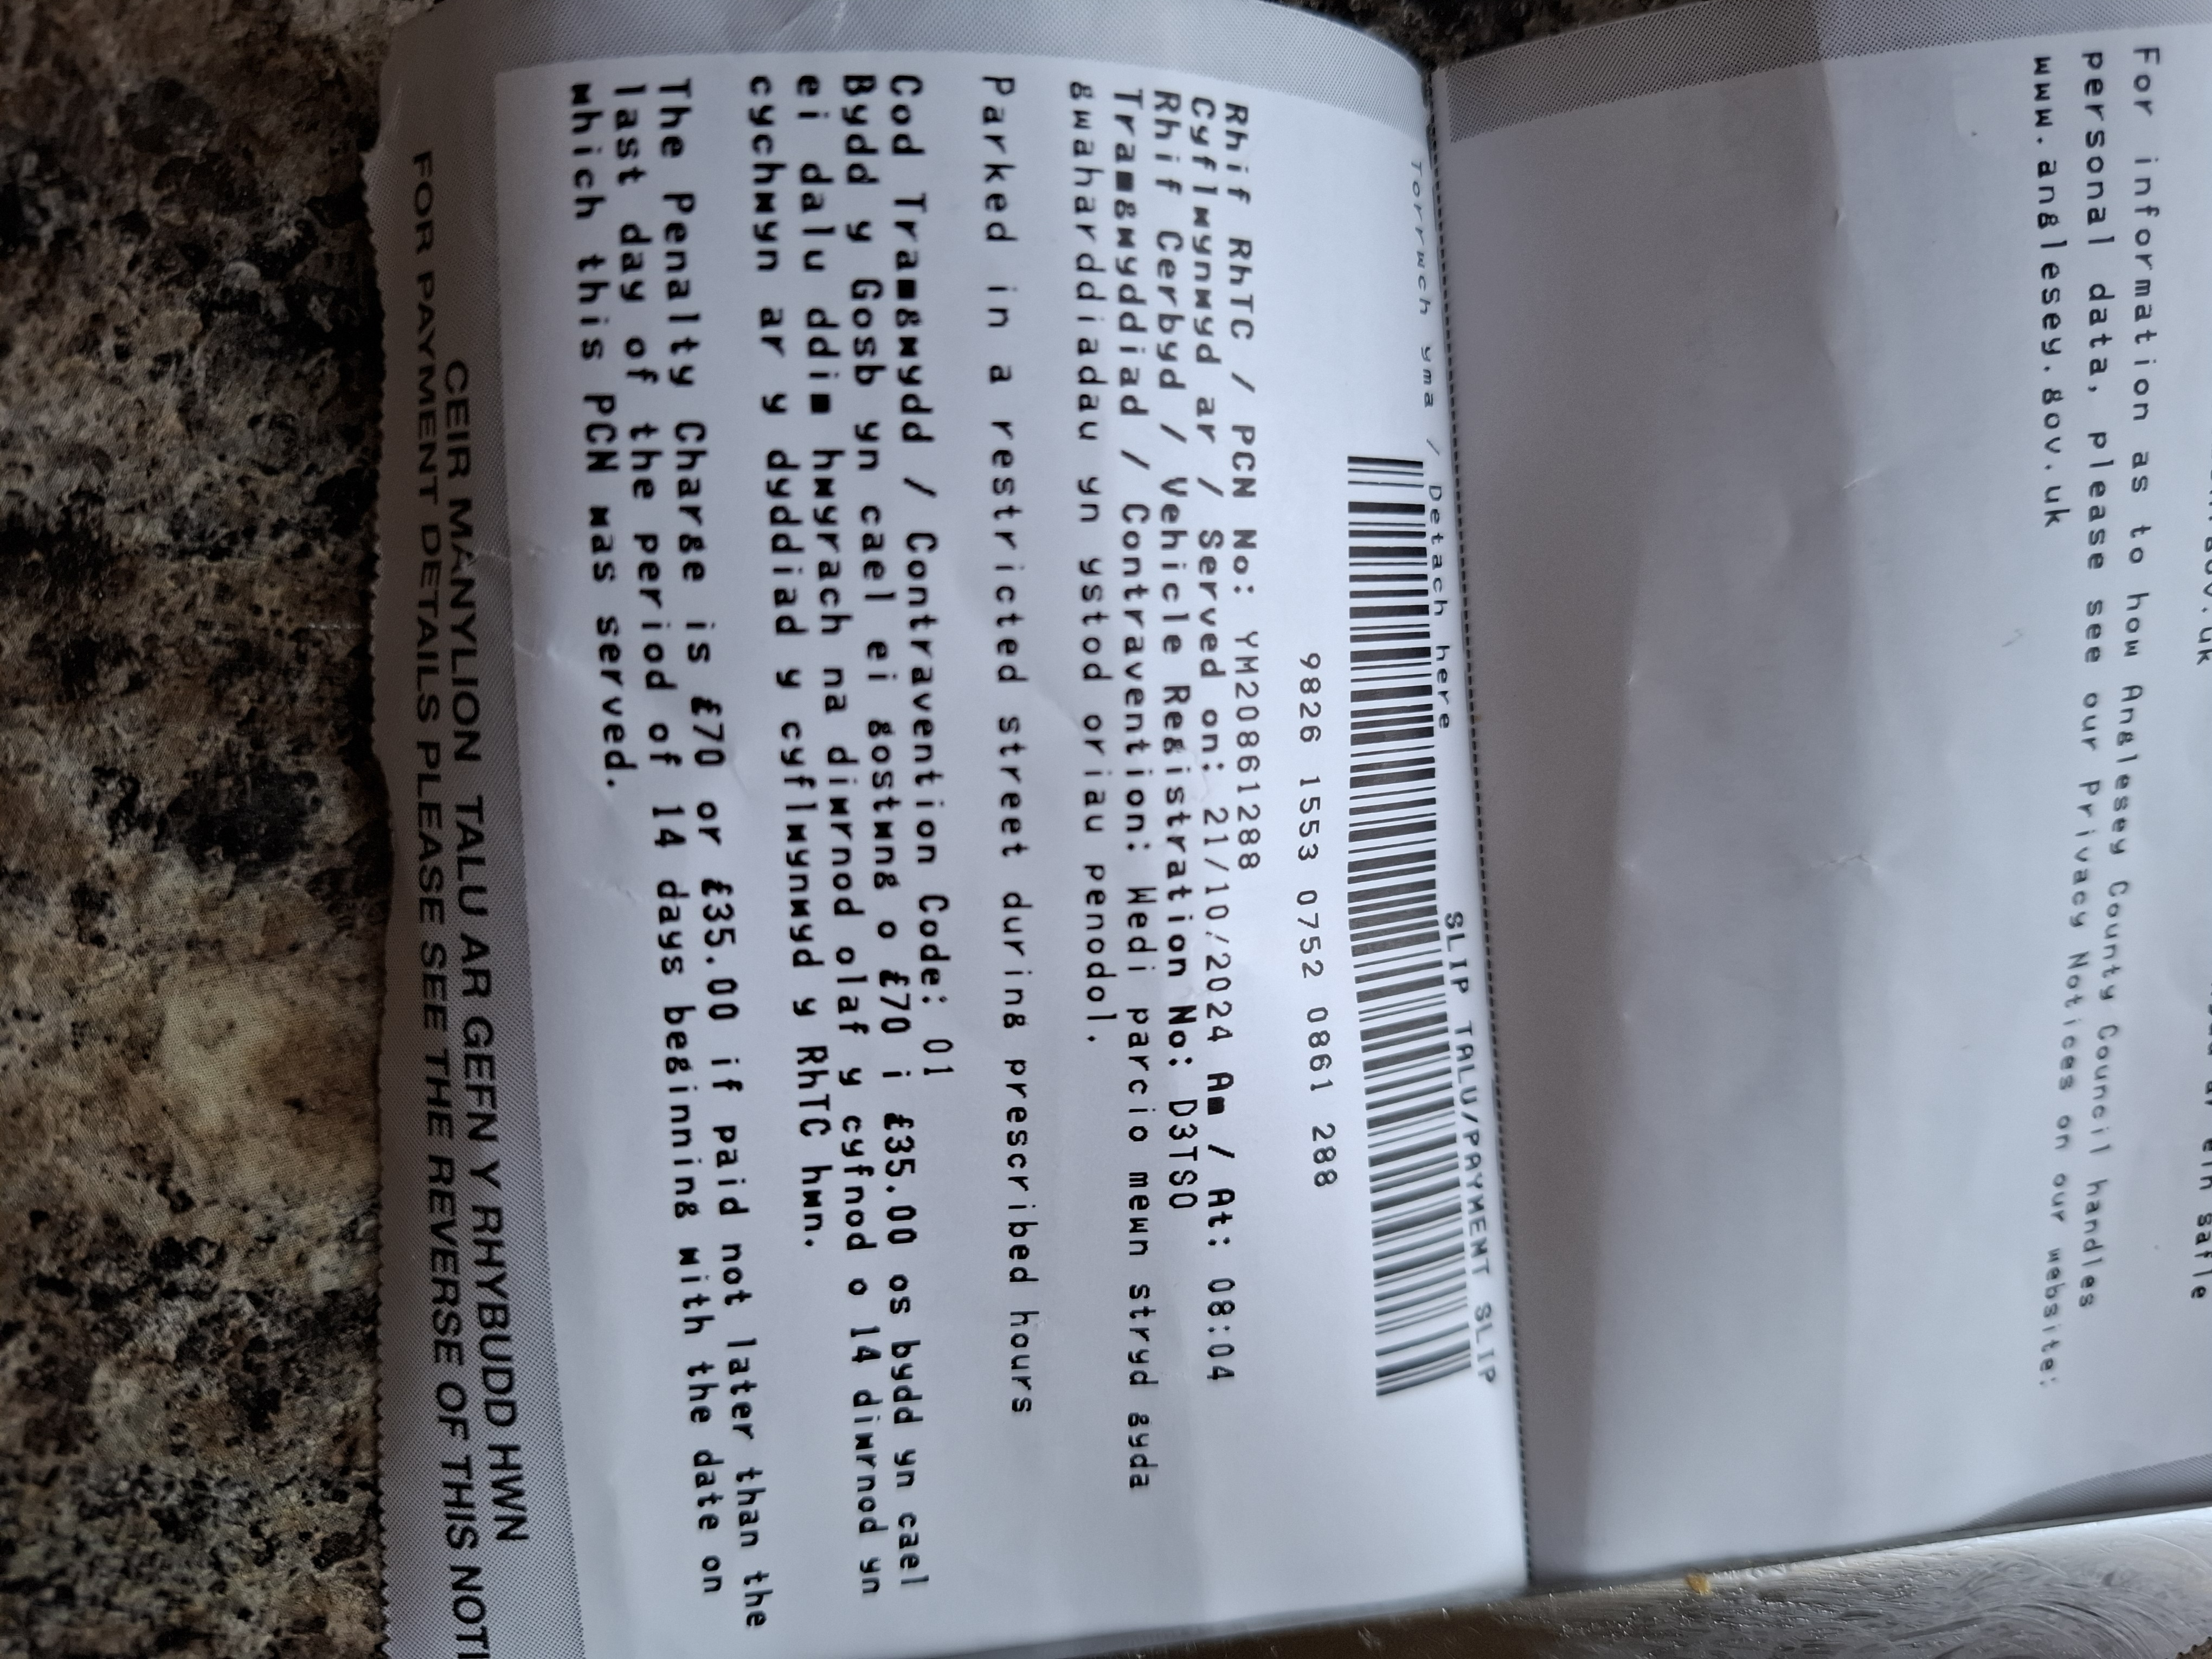 For information as to how Anglesey County Council handles
personal data, please see our Privacy Notices on our website:
www.anglesey.gov.uk
Torrwch yma / Detach here
SLIP TALU/PAYMENT SLIP
9826 1553 0752 0861 288
Rhif RhTC / PCN No: YM20861288
Cyflwynwyd ar / Served on: 21/10/2024 Am / At: 08:04
Rhif Cerbyd / Vehicle Registration No: D3TSO
Tramgwyddiad / Contravention: Wedi parcio mewn stryd gyda
gwaharddiadau yn ystod oriau penodol.
Parked in a restricted street during prescribed hours
Cod Tramgwydd / Contravention Code: 01
Bydd y Gosb yn cael ei gostwng o £70 i £35.00 os bydd yn cael
ei dalu ddim hwyrach na diwrnod olaf y cyfnod o 14 diwrnod yn
cychwyn ar y dyddiad y cyflwynwyd y RhTC hwn.
The Penalty Charge is £70 or £35.00 if paid not later than the
last day of the period of 14 days beginning with the date on
which this PCN was served.
CEIR MANYLION TALU AR GEFN Y RHYBUDD HWN
FOR PAYMENT DETAILS PLEASE SEE THE REVERSE OF THIS NOTI